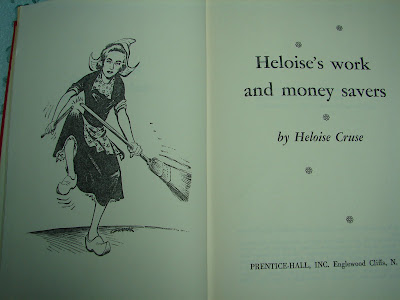 Heloise's work
and money savers
by Heloise Cruse
PRENTICE-HALL, INC. Englewood Cliffs, N.